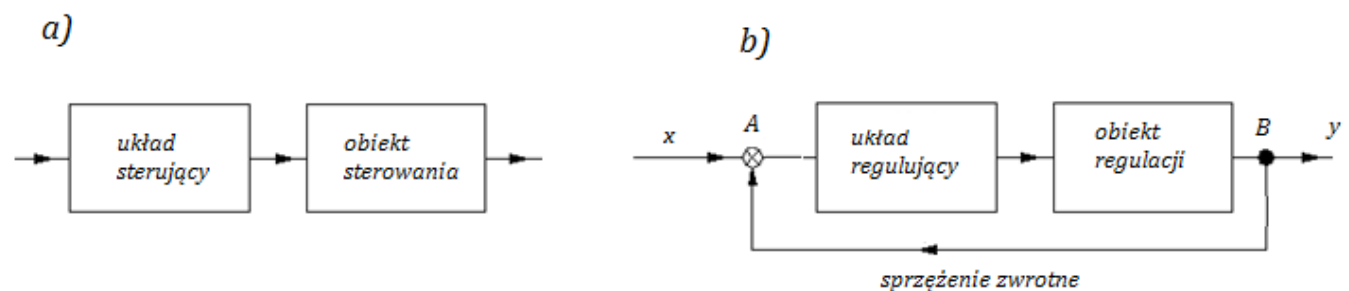 a)
układ
sterujący
obiekt
sterowania
b)
x
A
układ
regulujący
obiekt
regulacji
B
y
sprzężenie zwrotne